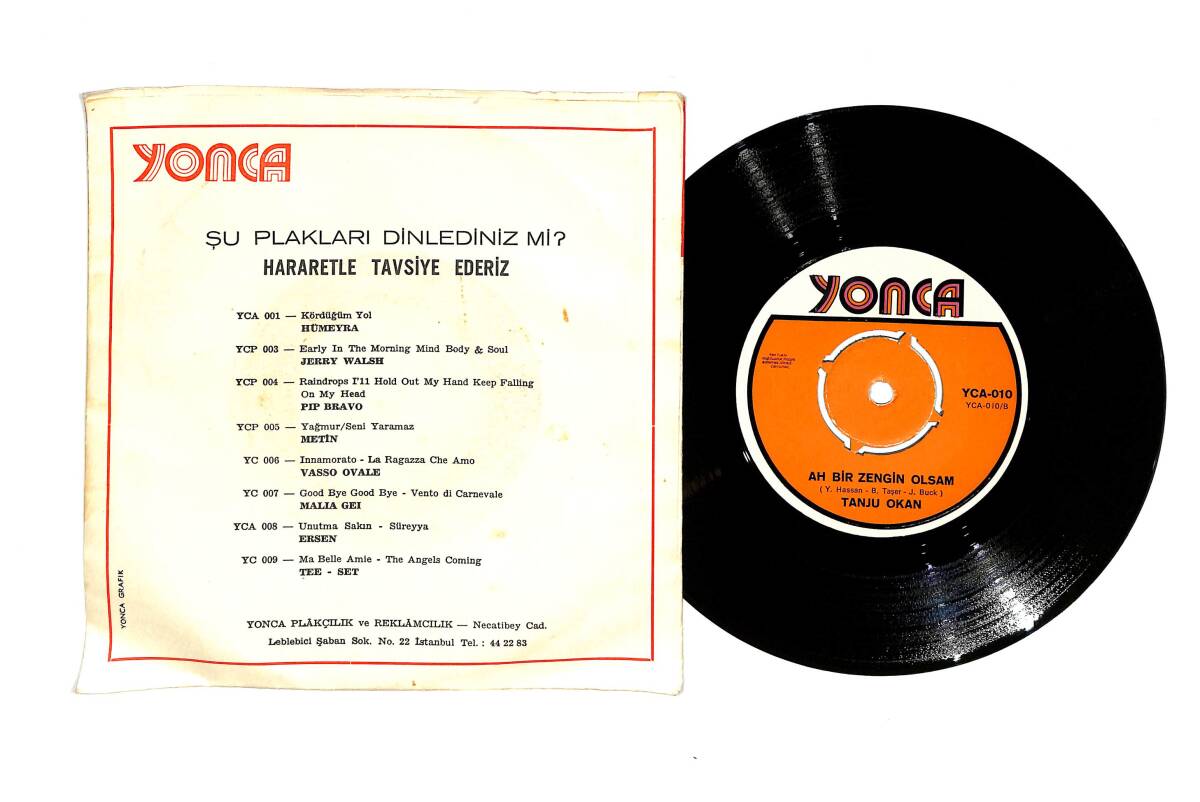 YONCA
ŞU PLAKLARI DİNLEDİNİZ Mİ?
HARARETLE TAVSİYE EDERİZ
YCA 001 — Kördüğüm Yol
HÜMEYRA
YCP 003 — Early In The Morning Mind Body & Soul
JERRY WALSH
YCP 004 — Raindrops I'11 Hold Out My Hand Keep Falling
On My Head
PIP BRAVO
YCP 005 — Yağmur/Seni Yaramaz
METİN
YC 006 — Innamorato - La Ragazza Che Amo
VASSO OVALE
YC 007 — Good Bye Good Bye - Vento di Carnevale
MALIA GEI
YCA 008 — Unutma Sakın - Süreyya
ERSEN
YC 009 — Ma Belle Amie - The Angels Coming
TEE - SET
YONCA GRAFİK
YONCA PLÂKÇILIK ve REKLÂMCILIK — Necatibey Cad.
Leblebici Şaban Sok. No. 22 İstanbul Tel. : 44 22 83
YONCA
YCA-010
YCA-010/B
AH BİR ZENGİN OLSAM
( Y. Hassan - B. Taşer - J. Buck )
TANJU OKAN